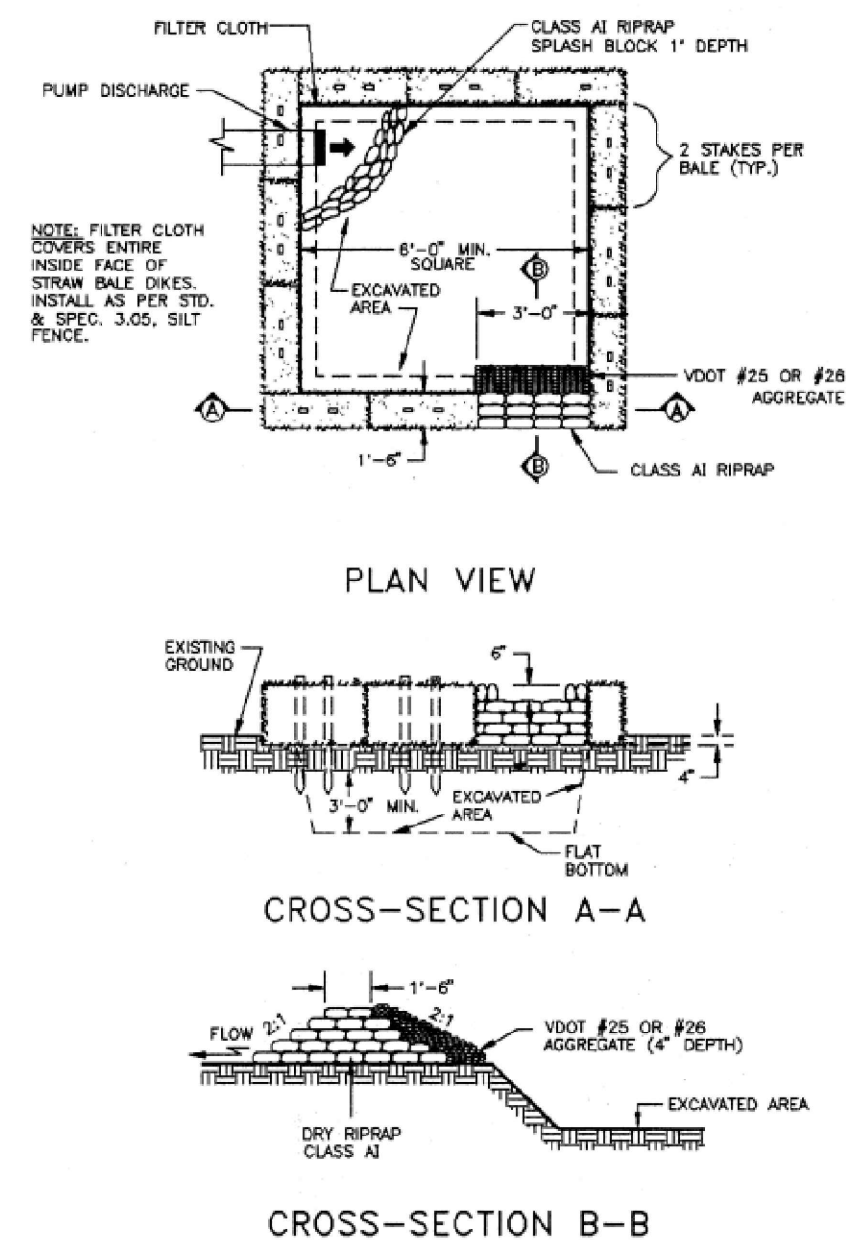 FILTER CLOTH
CLASS AI RIPRAP
SPLASH BLOCK 1' DEPTH
PUMP DISCHARGE
2 STAKES PER
BALE (TYP.)
NOTE: FILTER CLOTH
COVERS ENTIRE
INSIDE FACE OF
STRAW BALE DIKES.
INSTALL AS PER STD.
& SPEC. 3.05, SILT
FENCE.
6'-0" MIN.
SQUARE
B
EXCAVATED
AREA
3'-0"
VDOT #25 OR #26
AGGREGATE
A
A
1'-6"
B
CLASS AI RIPRAP
PLAN VIEW
EXISTING
GROUND
6"
4"
3'-0" MIN.
EXCAVATED
AREA
FLAT
BOTTOM
CROSS-SECTION A-A
1'-6"
FLOW
2:1
2:1
VDOT #25 OR #26
AGGREGATE (4" DEPTH)
EXCAVATED AREA
DRY RIPRAP
CLASS AI
CROSS-SECTION B-B